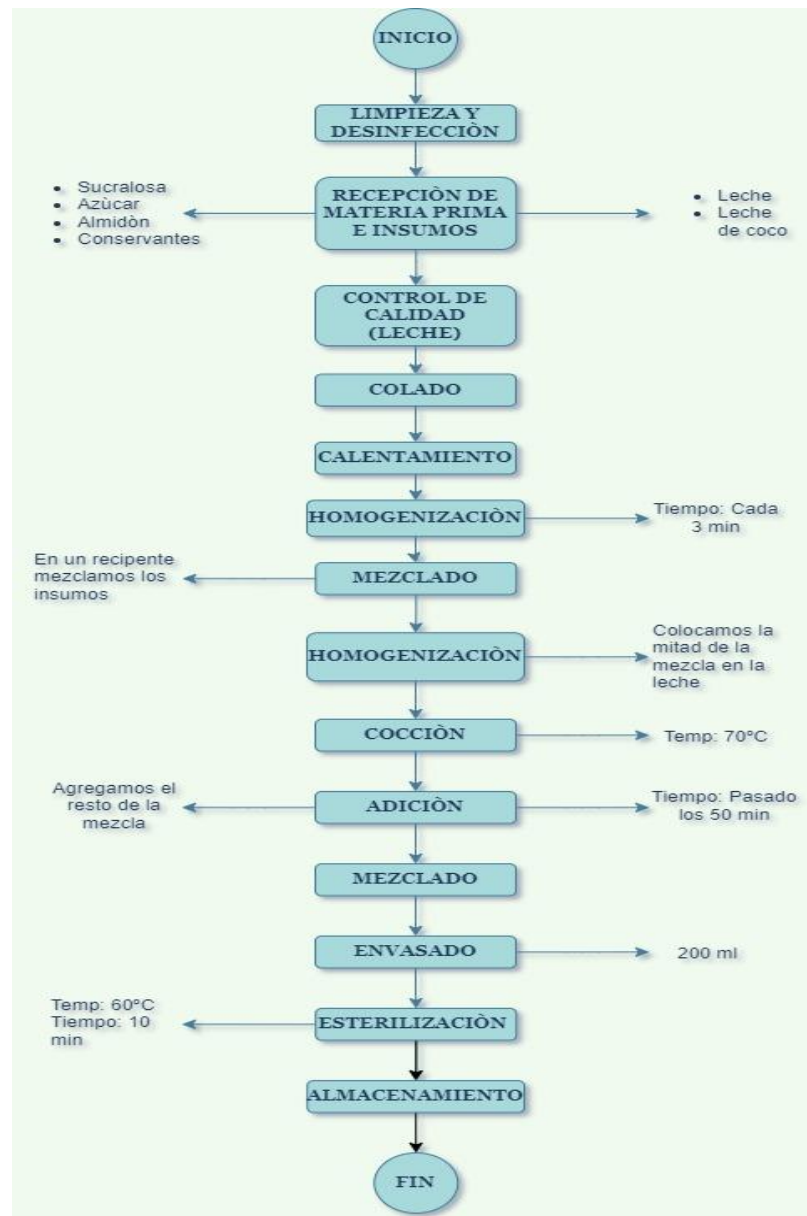 INICIO
LIMPIEZA Y
DESINFECCIÒN
• Sucralosa
• Azùcar
• Almidòn
• Conservantes
RECEPCIÒN DE
MATERIA PRIMA
E INSUMOS
• Leche
• Leche
de coco
CONTROL DE
CALIDAD
(LECHE)
COLADO
CALENTAMIENTO
HOMOGENIZACIÒN
Tiempo: Cada
3 min
En un recipente
mezclamos los
insumos
MEZCLADO
HOMOGENIZACIÒN
Colocamos la
mitad de la
mezcla en la
leche
COCCIÒN
Temp: 70ºC
Agregamos el
resto de la
mezcla
ADICIÒN
Tiempo: Pasado
los 50 min
MEZCLADO
ENVASADO
200 ml
Temp: 60ºC
Tiempo: 10
min
ESTERILIZACIÒN
ALMACENAMIENTO
FIN